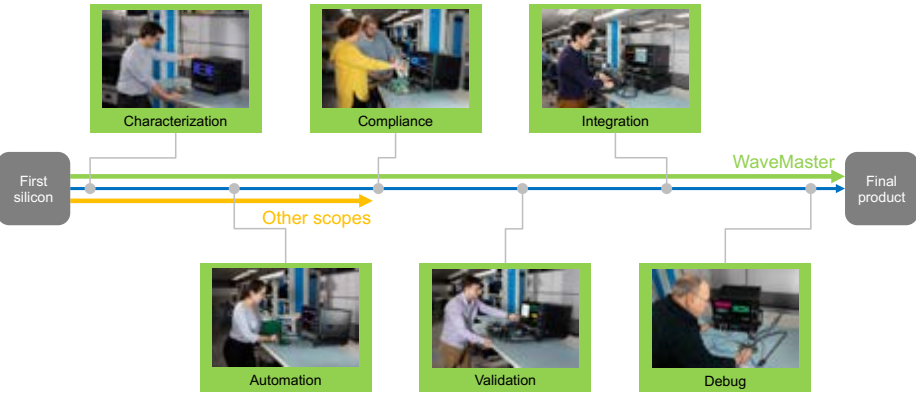 Characterization
Compliance
Integration
First
silicon
WaveMaster
Other scopes
Final
product
Automation
Validation
Debug